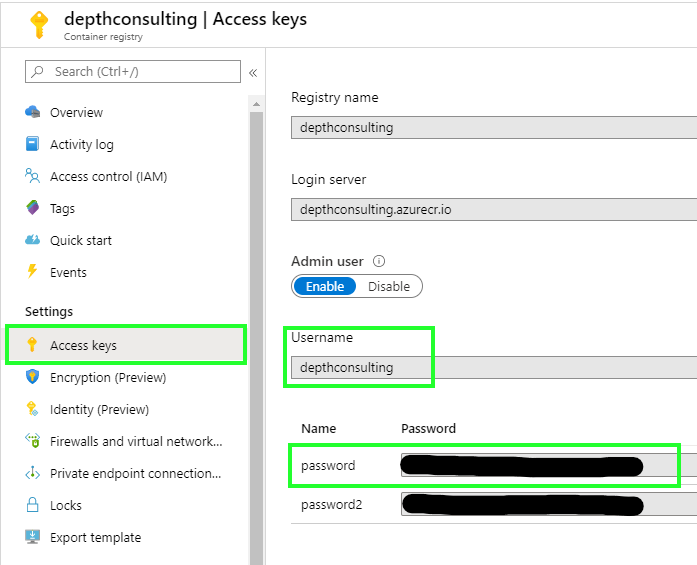 depthconsulting | Access keys
Container registry
Search (Ctrl+/)
«
Overview
Activity log
Access control (IAM)
Tags
Quick start
Events
Settings
Access keys
Encryption (Preview)
Identity (Preview)
Firewalls and virtual network...
Private endpoint connection...
Locks
Export template
Registry name
depthconsulting
Login server
depthconsulting.azurecr.io
Admin user
Enable Disable
Username
depthconsulting
Name Password
password
password2